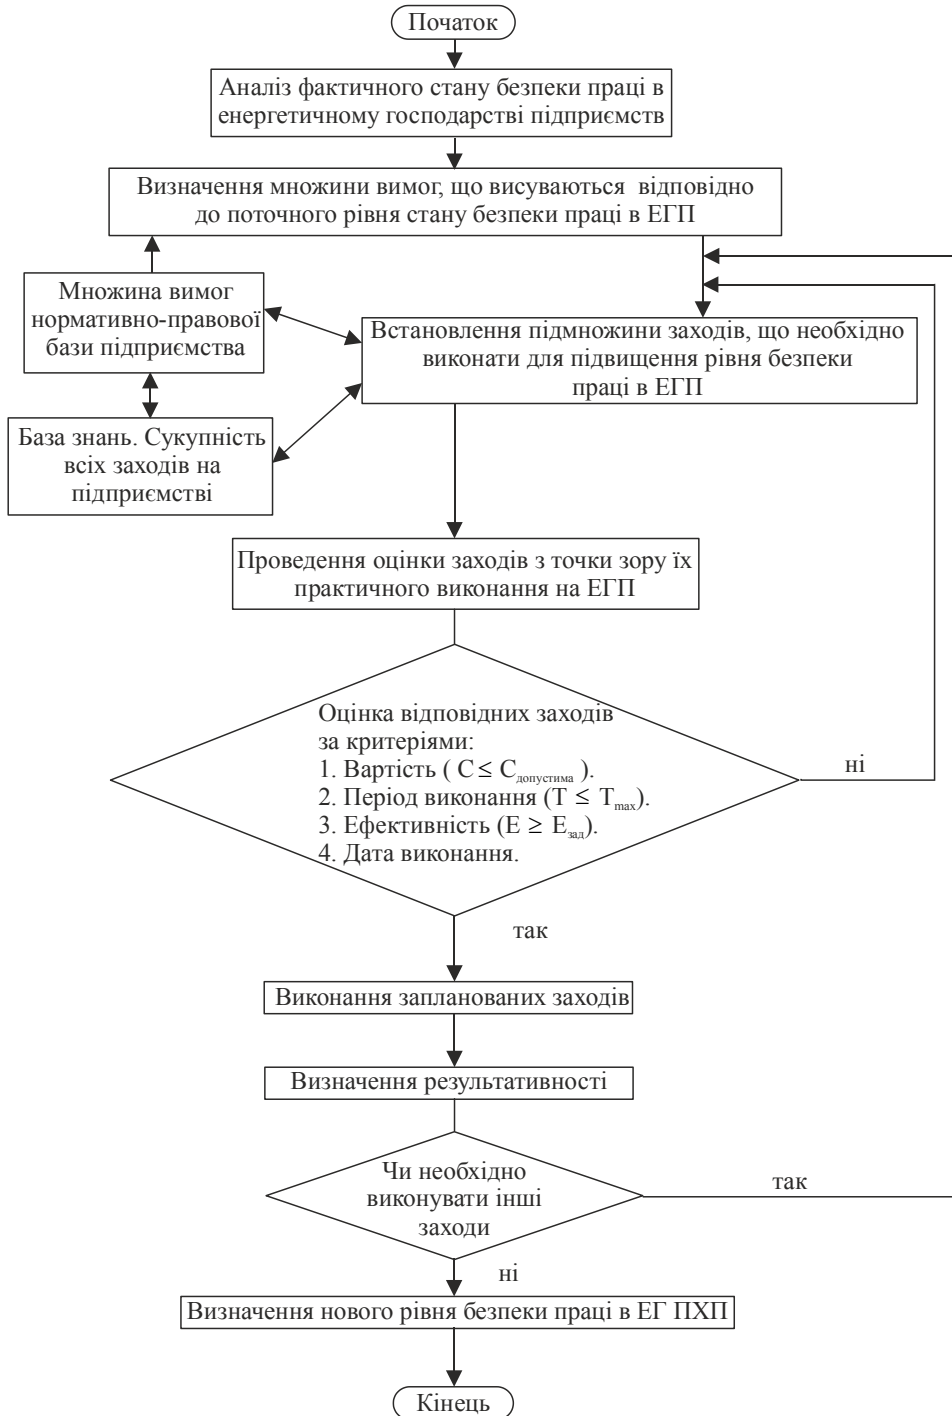 Початок
Аналіз фактичного стану безпеки праці в
енергетичному господарстві підприємств
Визначення множини вимог, що висуваються відповідно
до поточного рівня стану безпеки праці в ЕГП
Множина вимог
нормативно-правової
бази підприємства
Встановлення підмножини заходів, що необхідно
виконати для підвищення рівня безпеки
праці в ЕГП
База знань. Сукупність
всіх заходів на
підприємстві
Проведення оцінки заходів з точки зору їх
практичного виконання на ЕГП
Оцінка відповідних заходів
за критеріями:
1. Вартість ( С ≤ С допустима ).
2. Період виконання (Т ≤ Т max).
3. Ефективність (Е ≥ Е зад).
4. Дата виконання.
ні
так
Виконання запланованих заходів
Визначення результативності
Чи необхідно
виконувати інші
заходи
так
ні
Визначення нового рівня безпеки праці в ЕГ ПХП
Кінець